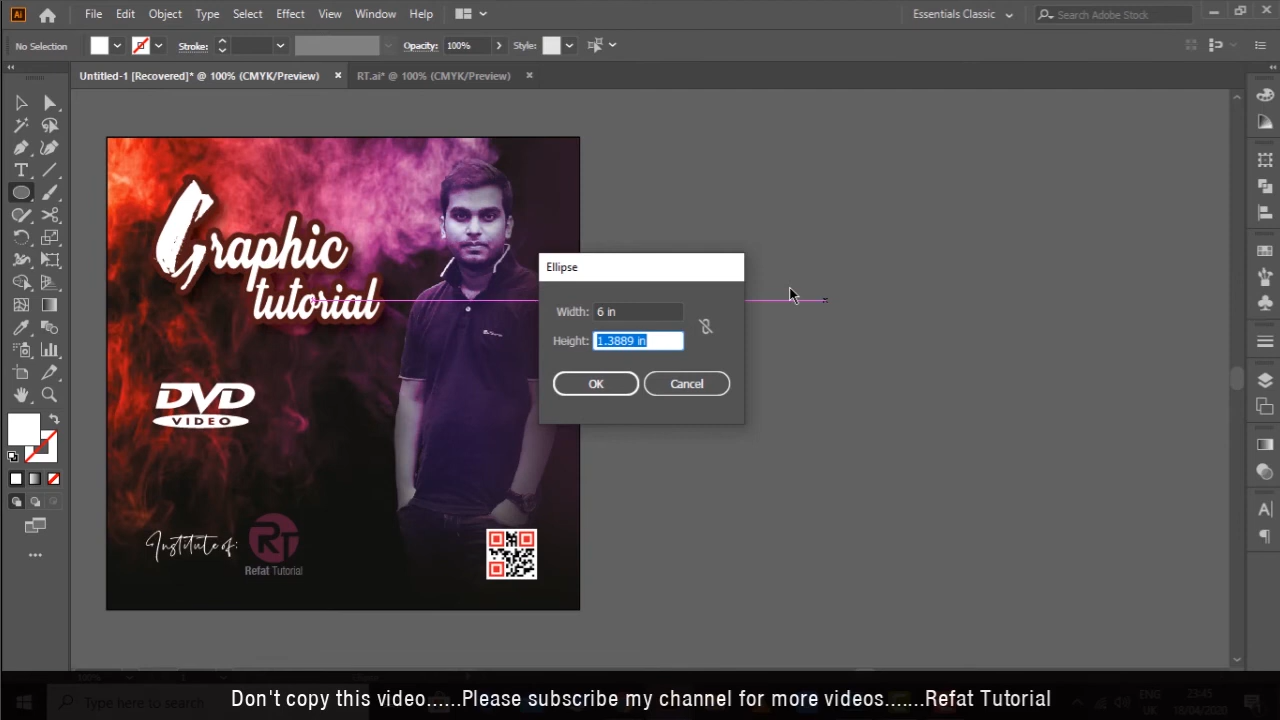 Ai File Edit Object Type Select Effect View Window Help Essentials Classic Search Adobe Stock
No Selection Stroke: Opacity: 100% Style:
Untitled-1 [Recovered]* @ 100% (CMYK/Preview) × RT.ai* @ 100% (CMYK/Preview) ×
Graphic
tutorial
DVD
VIDEO
Institute of:
RT
Refat Tutorial
Ellipse
Width: 6 in
Height: 1.3889 in
OK Cancel
Type here to search
ENG
UK
23:45
18/04/2020
Don't copy this video......Please subscribe my channel for more videos.......Refat Tutorial